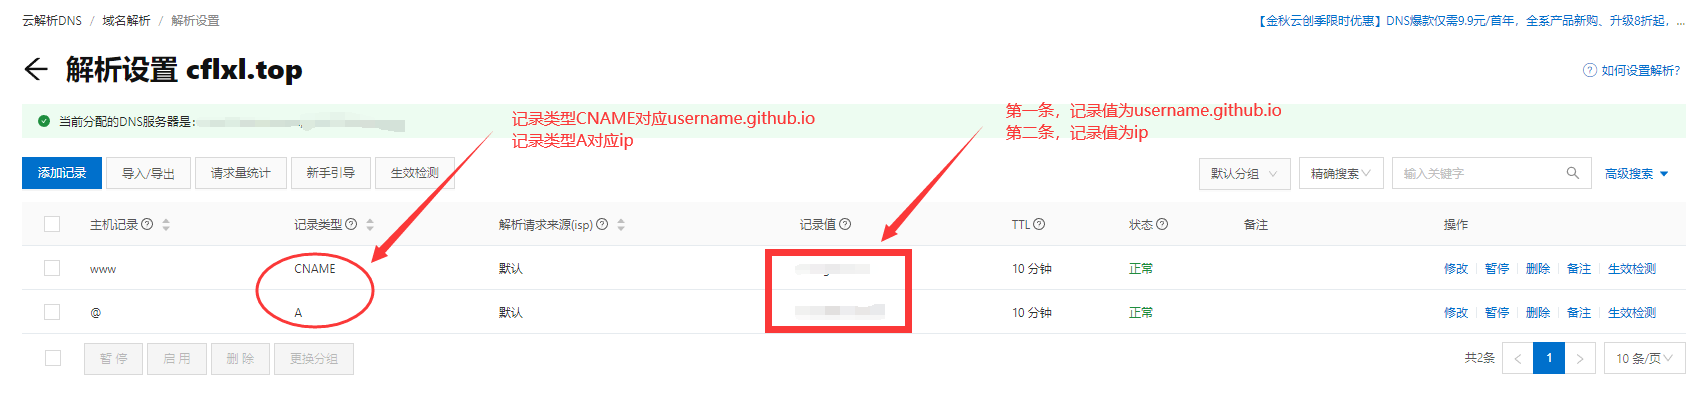 云解析DNS / 域名解析 / 解析设置
【金秋云创季限时优惠】DNS爆款仅需9.9元/首年，全系产品新购、升级8折起，...
← 解析设置 cflxl.top
如何设置解析?
当前分配的DNS服务器是：
记录类型CNAME对应username.github.io
记录类型A对应ip
第一条，记录值为username.github.io
第二条，记录值为ip
添加记录 导入/导出 请求量统计 新手引导 生效检测 默认分组 精确搜索 输入关键字 高级搜索
主机记录 记录类型 解析请求来源(isp) 记录值 TTL 状态 备注 操作
www CNAME 默认 10 分钟 正常 修改 暂停 删除 备注 生效检测
@ A 默认 10 分钟 正常 修改 暂停 删除 备注 生效检测
暂停 启用 删除 更换分组 共2条 < 1 > 10 条/页